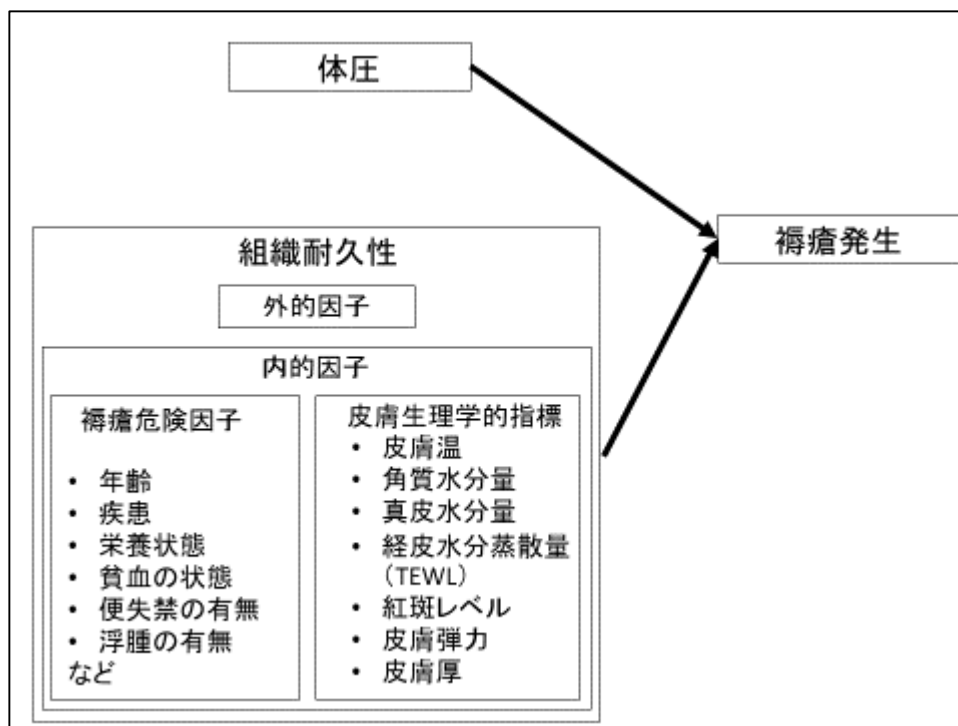 体圧
褥瘡発生
組織耐久性
外的因子
内的因子
褥瘡危険因子
• 年齢
• 疾患
• 栄養状態
• 貧血の状態
• 便失禁の有無
• 浮腫の有無
など
皮膚生理学的指標
• 皮膚温
• 角質水分量
• 真皮水分量
• 経皮水分蒸散量
（TEWL）
• 紅斑レベル
• 皮膚弾力
• 皮膚厚